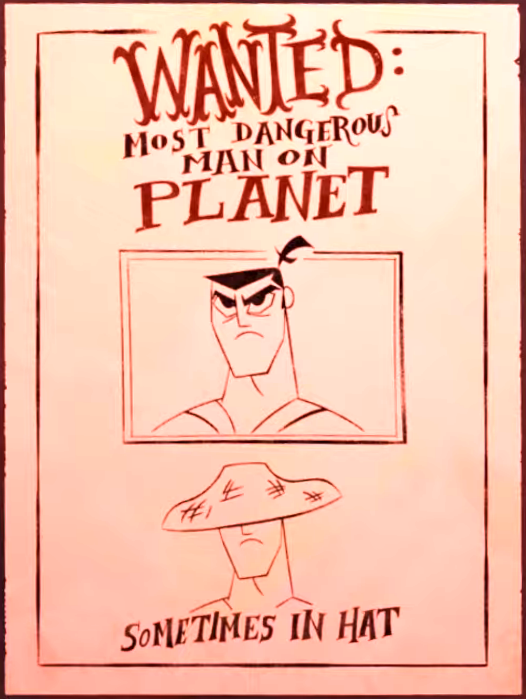 WANTED:
MOST DANGEROUS
MAN ON
PLANET
SOMETIMES IN HAT